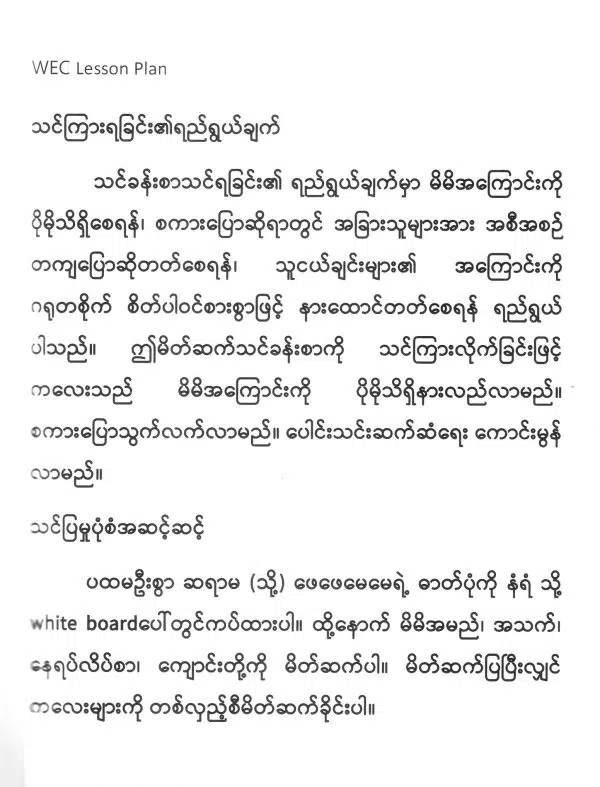 WEC Lesson Plan
သင်ကြားရခြင်း၏ရည်ရွယ်ချက်
သင်ခန်းစာသင်ရခြင်း၏ ရည်ရွယ်ချက်မှာ မိမိအကြောင်းကို
ပိုမိုသိရှိစေရန်၊ စကားပြောဆိုရာတွင် အခြားသူများအား အစီအစဉ်
တကျပြောဆိုတတ်စေရန်၊ သူငယ်ချင်းများ၏ အကြောင်းကို
ဂရုတစိုက် စိတ်ပါဝင်စားစွာဖြင့် နားထောင်တတ်စေရန် ရည်ရွယ်
ပါသည်။ ဤမိတ်ဆက်သင်ခန်းစာကို သင်ကြားလိုက်ခြင်းဖြင့်
ကလေးသည် မိမိအကြောင်းကို ပိုမိုသိရှိနားလည်လာမည်။
စကားပြောသွက်လက်လာမည်။ ပေါင်းသင်းဆက်ဆံရေး ကောင်းမွန်
လာမည်။
သင်ပြမှုပုံစံအဆင့်ဆင့်
ပထမဦးစွာ ဆရာမ (သို့) ဖေဖေမေမေရဲ့ ဓာတ်ပုံကို နံရံ သို့
white boardပေါ်တွင်ကပ်ထားပါ။ ထို့နောက် မိမိအမည်၊ အသက်၊
နေရပ်လိပ်စာ၊ ကျောင်းတို့ကို မိတ်ဆက်ပါ။ မိတ်ဆက်ပြပြီးလျှင်
ကလေးများကို တစ်လှည့်စီမိတ်ဆက်ခိုင်းပါ။